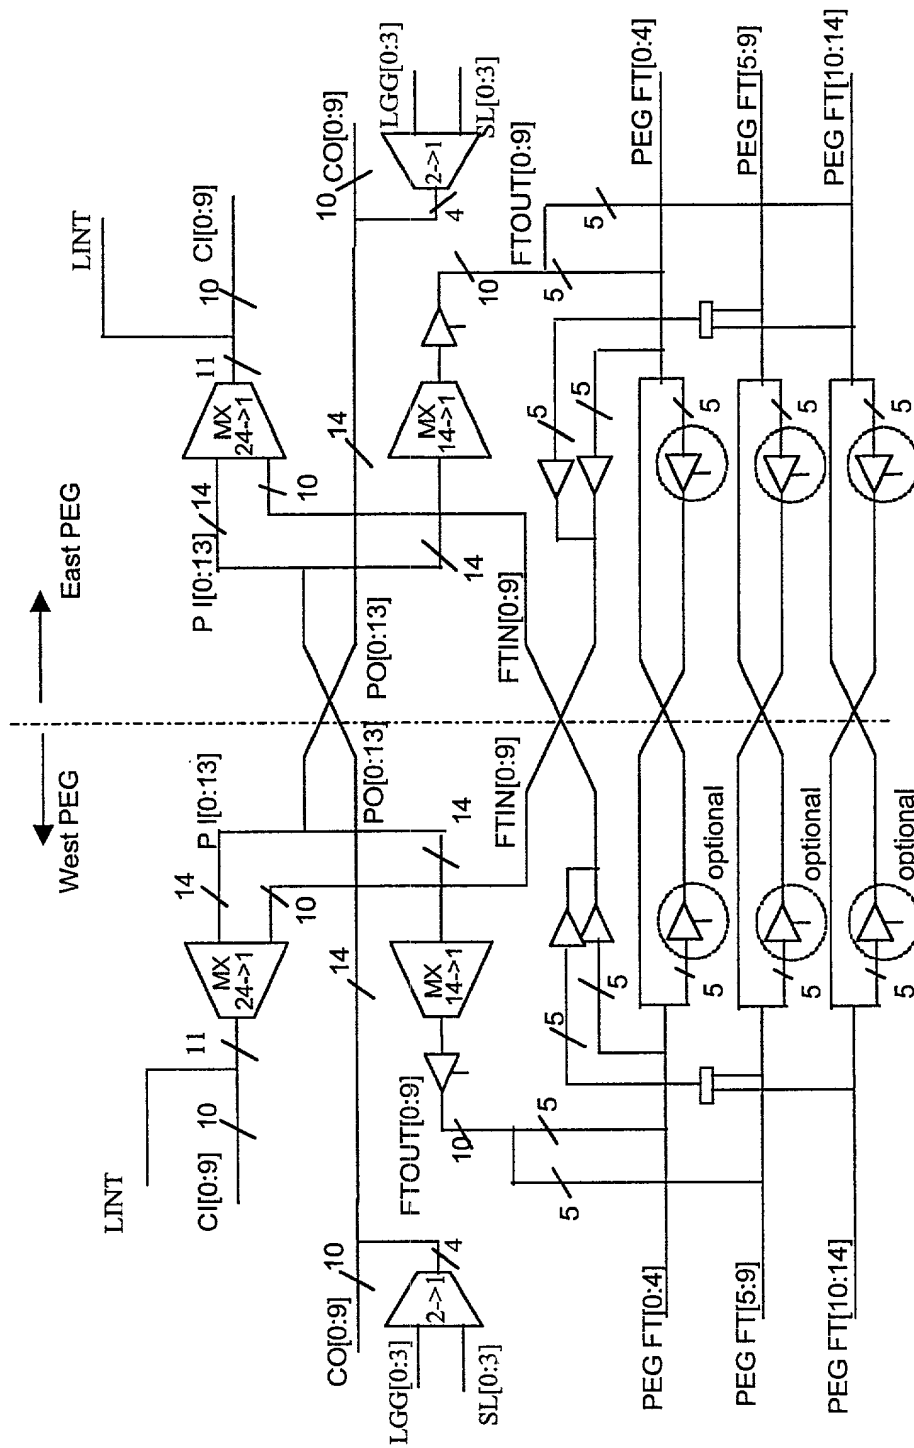 West PEG
East PEG
LINT
CI[0:9]
10
11
MX
24->1
14
10
P I[0:13]
P I[0:13]
14
10
MX
24->1
11
10
CI[0:9]
LINT
CO[0:9]
10
14
PO[0:13]
PO[0:13]
14
10
CO[0:9]
LGG[0:3]
SL[0:3]
2->1
4
FTOUT[0:9]
10
MX
14->1
14
14
MX
14->1
10
FTOUT[0:9]
4
2->1
LGG[0:3]
SL[0:3]
FTIN[0:9]
FTIN[0:9]
5
5
5
5
5
5
5
5
PEG FT[0:4]
5
optional
5
PEG FT[0:4]
PEG FT[5:9]
5
optional
5
PEG FT[5:9]
PEG FT[10:14]
5
optional
5
PEG FT[10:14]